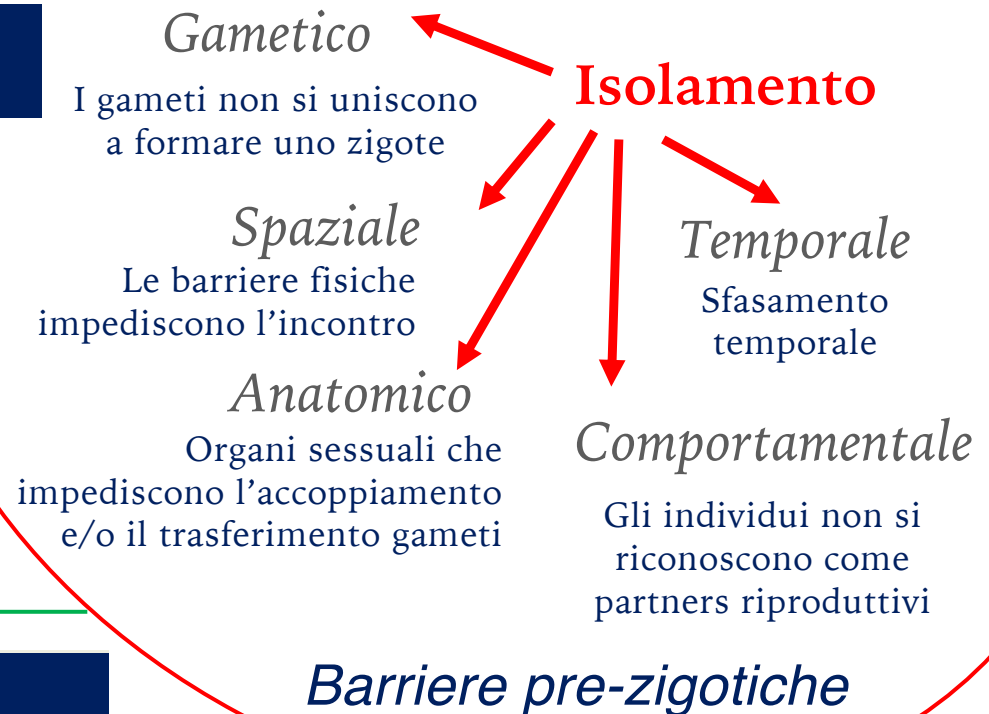 Isolamento
Gametico
I gameti non si uniscono
a formare uno zigote
Spaziale
Le barriere fisiche
impediscono l’incontro
Anatomico
Organi sessuali che
impediscono l’accoppiamento
e/o il trasferimento gameti
Temporale
Sfasamento
temporale
Comportamentale
Gli individui non si
riconoscono come
partners riproduttivi
Barriere pre-zigotiche